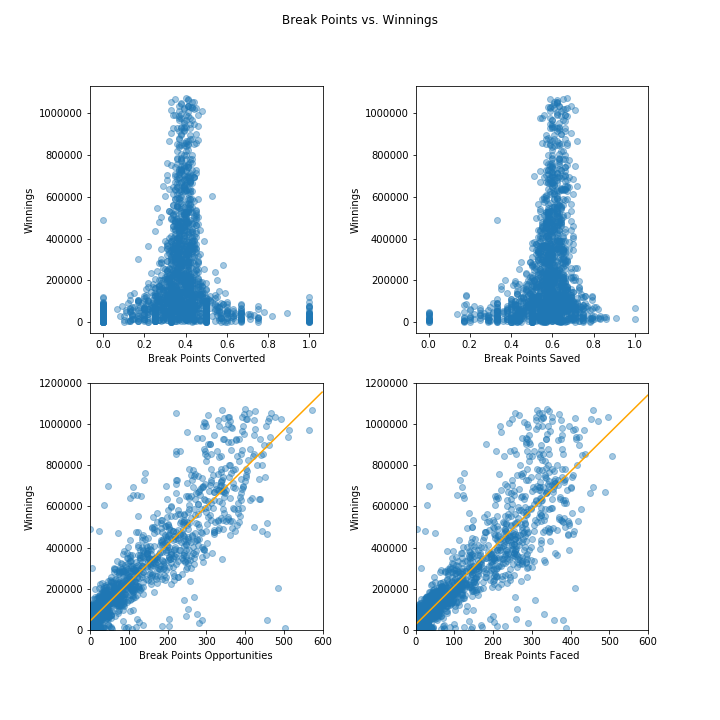 Break Points vs. Winnings
1000000
800000
600000
400000
200000
0
Winnings
0.0 0.2 0.4 0.6 0.8 1.0
Break Points Converted
1000000
800000
600000
400000
200000
0
Winnings
0.0 0.2 0.4 0.6 0.8 1.0
Break Points Saved
1200000
1000000
800000
600000
400000
200000
0
Winnings
0 100 200 300 400 500 600
Break Points Opportunities
1200000
1000000
800000
600000
400000
200000
0
Winnings
0 100 200 300 400 500 600
Break Points Faced